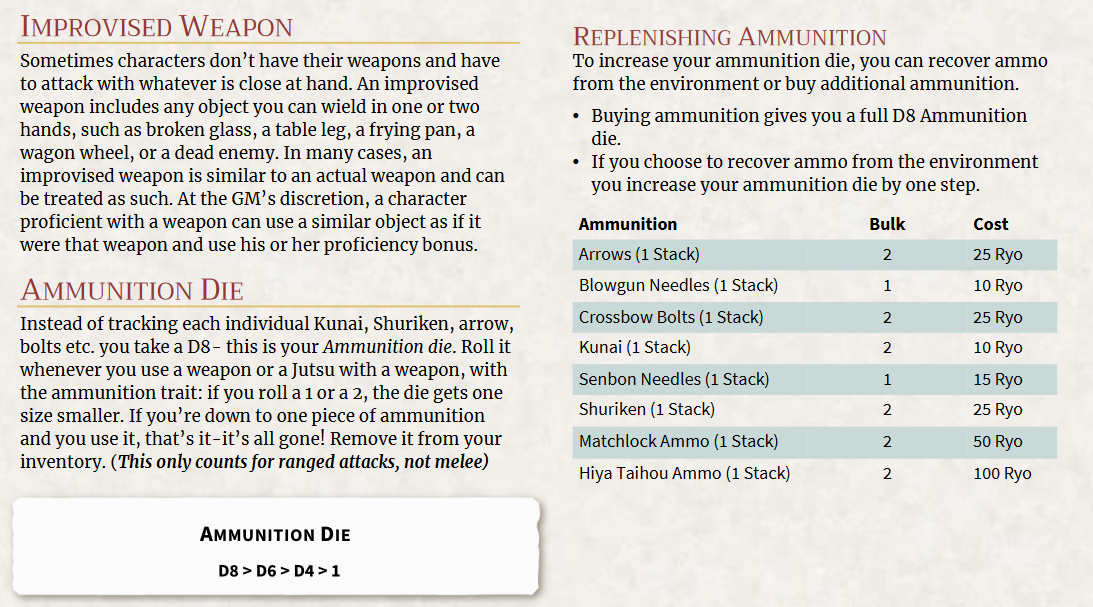 Improvised Weapon
Sometimes characters don’t have their weapons and have
to attack with whatever is close at hand. An improvised
weapon includes any object you can wield in one or two
hands, such as broken glass, a table leg, a frying pan, a
wagon wheel, or a dead enemy. In many cases, an
improvised weapon is similar to an actual weapon and can
be treated as such. At the GM’s discretion, a character
proficient with a weapon can use a similar object as if it
were that weapon and use his or her proficiency bonus.
Ammunition Die
Instead of tracking each individual Kunai, Shuriken, arrow,
bolts etc. you take a D8- this is your Ammunition die. Roll it
whenever you use a weapon or a Jutsu with a weapon, with
the ammunition trait: if you roll a 1 or a 2, the die gets one
size smaller. If you’re down to one piece of ammunition
and you use it, that’s it-it’s all gone! Remove it from your
inventory. (This only counts for ranged attacks, not melee)
Ammunition Die
D8 > D6 > D4 > 1
Replenishing Ammunition
To increase your ammunition die, you can recover ammo
from the environment or buy additional ammunition.
• Buying ammunition gives you a full D8 Ammunition
die.
• If you choose to recover ammo from the environment
you increase your ammunition die by one step.
Ammunition Bulk Cost
Arrows (1 Stack) 2 25 Ryo
Blowgun Needles (1 Stack) 1 10 Ryo
Crossbow Bolts (1 Stack) 2 25 Ryo
Kunai (1 Stack) 2 10 Ryo
Senbon Needles (1 Stack) 1 15 Ryo
Shuriken (1 Stack) 2 25 Ryo
Matchlock Ammo (1 Stack) 2 50 Ryo
Hiya Taihou Ammo (1 Stack) 2 100 Ryo